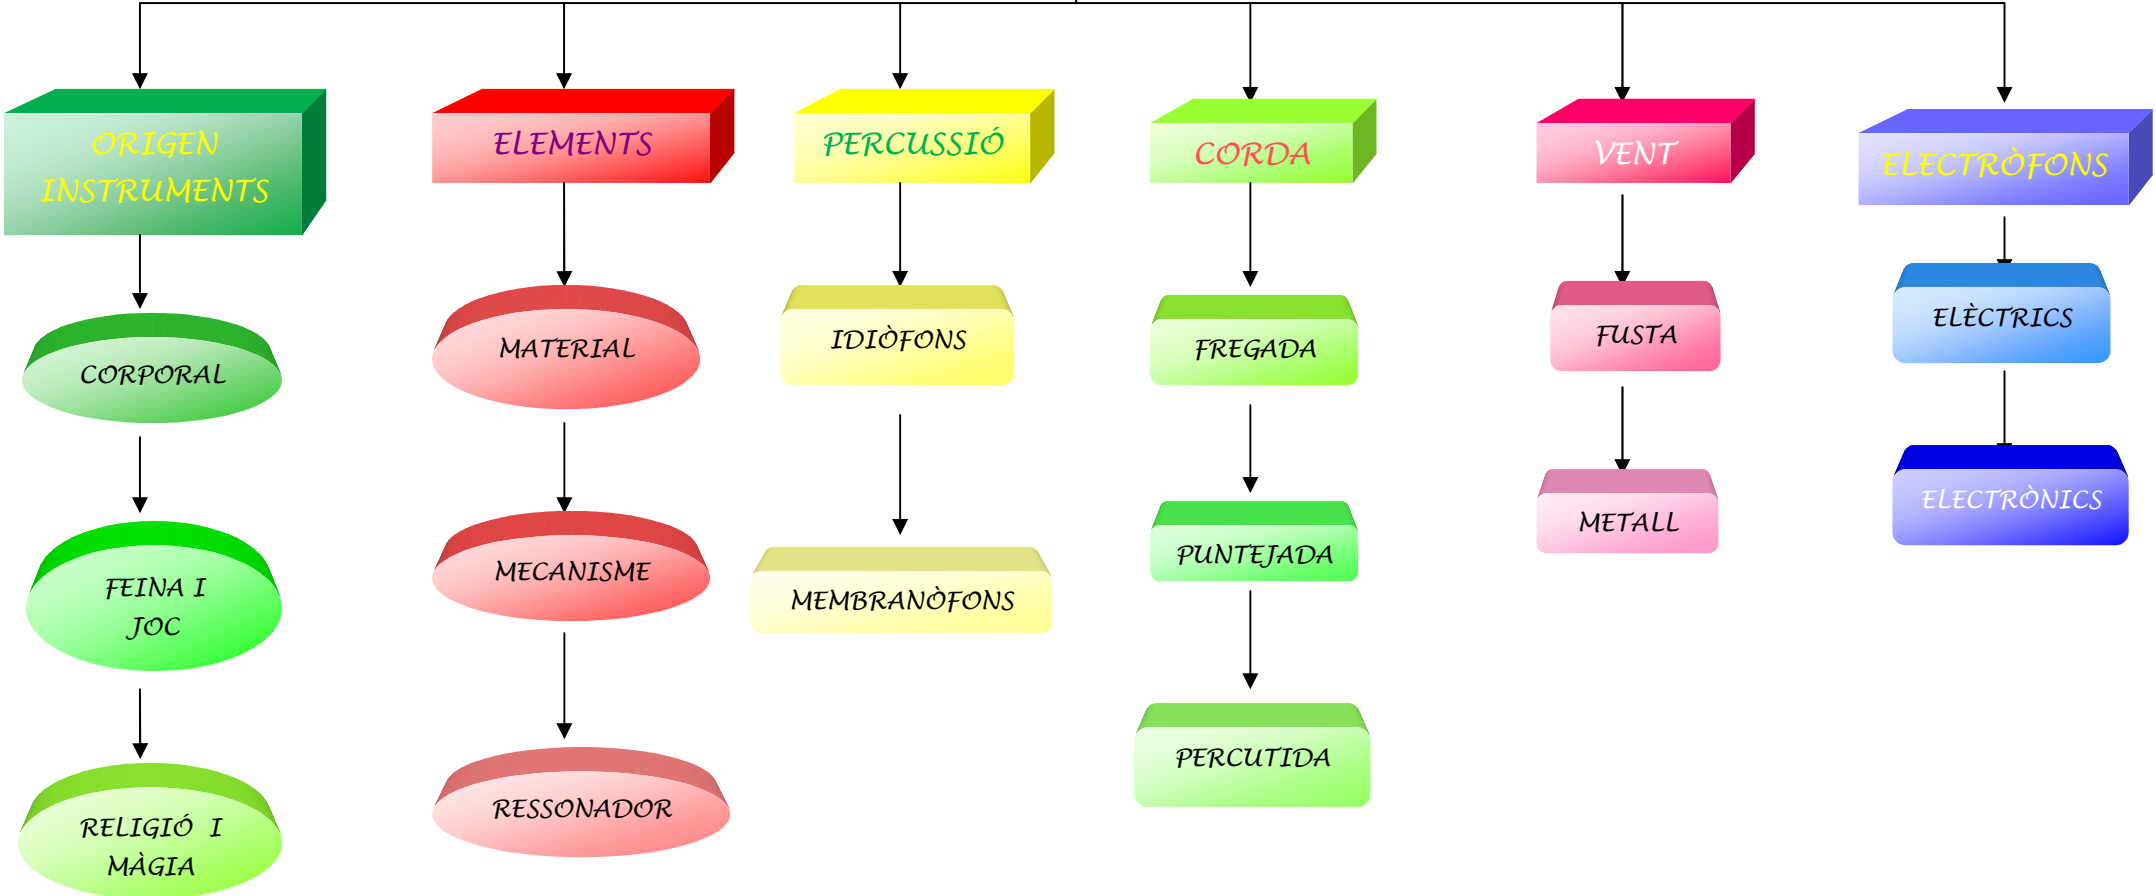 ORIGEN
INSTRUMENTS
CORPORAL
FEINA I
JOC
RELIGIÓ I
MÀGIA
ELEMENTS
MATERIAL
MECANISME
RESSONADOR
PERCUSSIÓ
IDIÒFONS
MEMBRANÒFONS
CORDA
FREGADA
PUNTEJADA
PERCUTIDA
VENT
FUSTA
METALL
ELECTRÒFONS
ELÈCTRICS
ELECTRÒNICS